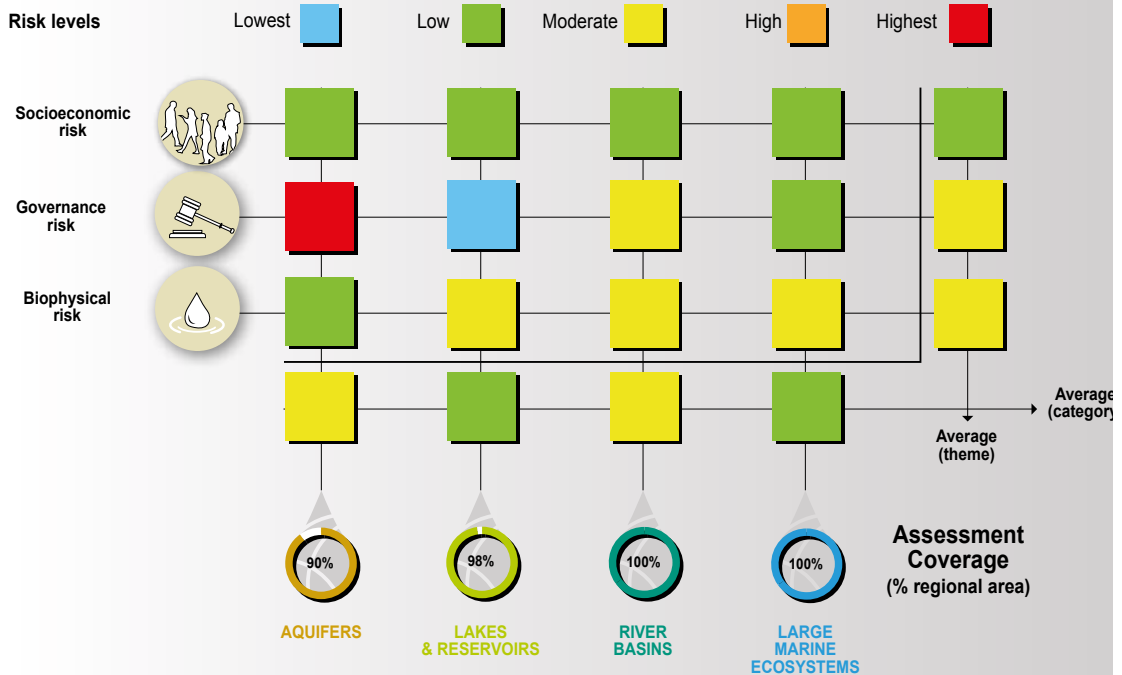 Risk levels
Lowest
Low
Moderate
High
Highest
Socioeconomic
risk
Governance
risk
Biophysical
risk
Average
(category
Average
(theme)
90%
98%
100%
100%
Assessment
Coverage
(% regional area)
AQUIFERS
LAKES
& RESERVOIRS
RIVER
BASINS
LARGE
MARINE
ECOSYSTEMS